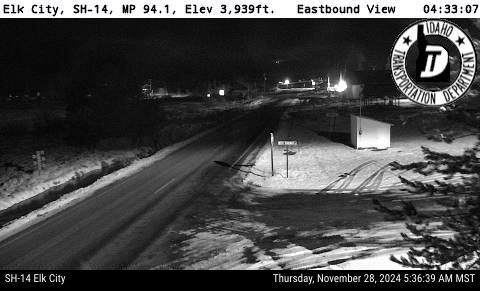 Elk City, SH-14, MP 94.1, Elev 3,939ft. Eastbound View 04:33:07
IDAHO
TRANSPORTATION DEPARTMENT
SH-14 Elk City Thursday, November 28, 2024 5:36:39 AM MST